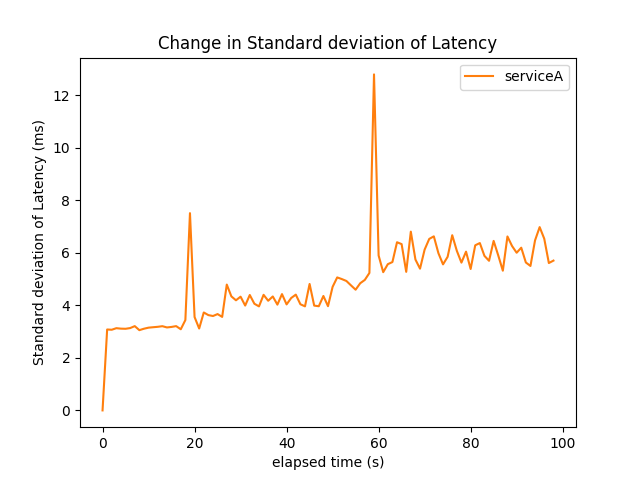 Change in Standard deviation of Latency
serviceA
Standard deviation of Latency (ms)
12
10
8
6
4
2
0
0 20 40 60 80 100
elapsed time (s)